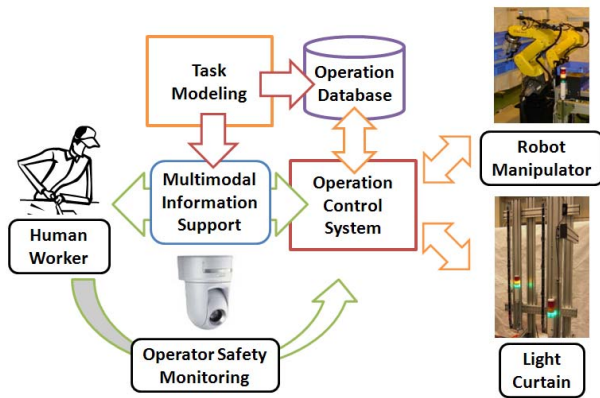 Task
Modeling
Operation
Database
Robot
Manipulator
Multimodal
Information
Support
Operation
Control
System
Human
Worker
Operator Safety
Monitoring
Light
Curtain